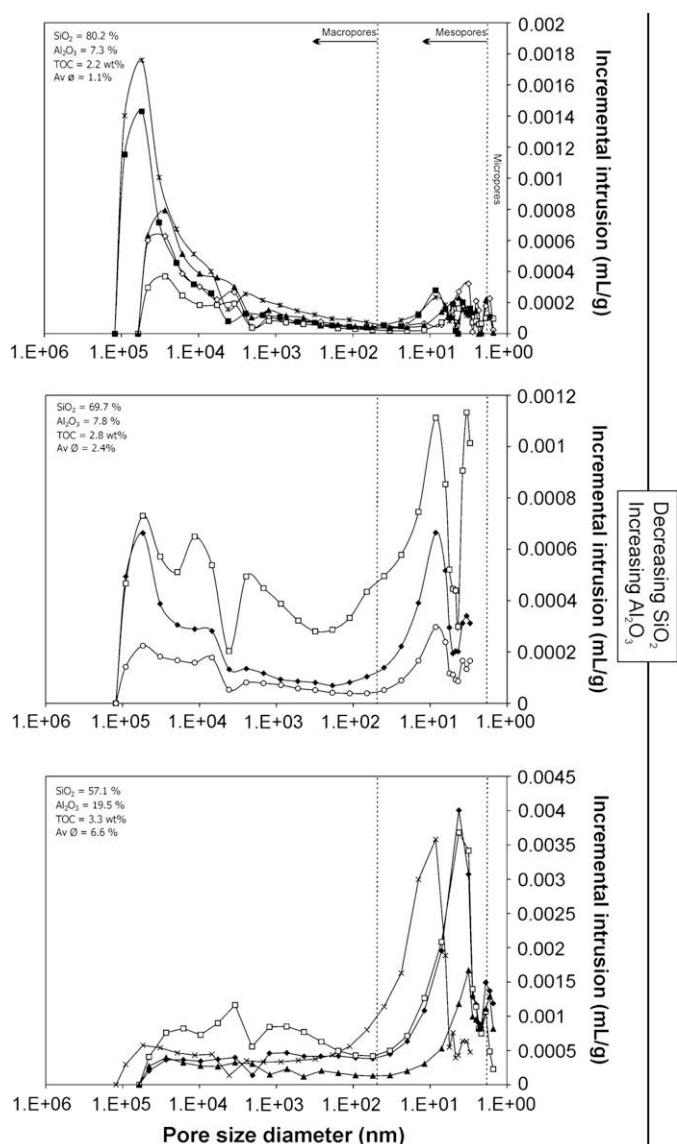 SiO2 = 80.2 %
Al2O3 = 7.3 %
TOC = 2.2 wt%
Av ø = 1.1%
Macropores
Mesopores
Micropores
0.002
0.0018
0.0016
0.0014
0.0012
0.001
0.0008
0.0006
0.0004
0.0002
0
Incremental intrusion (mL/g)
1.E+06 1.E+05 1.E+04 1.E+03 1.E+02 1.E+01 1.E+00
SiO2 = 69.7 %
Al2O3 = 7.8 %
TOC = 2.8 wt%
Av Ø = 2.4%
0.0012
0.001
0.0008
0.0006
0.0004
0.0002
0
Incremental intrusion (mL/g)
1.E+06 1.E+05 1.E+04 1.E+03 1.E+02 1.E+01 1.E+00
Decreasing SiO2
Increasing Al2O3
SiO2 = 57.1 %
Al2O3 = 19.5 %
TOC = 3.3 wt%
Av Ø = 6.6 %
0.0045
0.004
0.0035
0.003
0.0025
0.002
0.0015
0.001
0.0005
0
Incremental intrusion (mL/g)
1.E+06 1.E+05 1.E+04 1.E+03 1.E+02 1.E+01 1.E+00
Pore size diameter (nm)